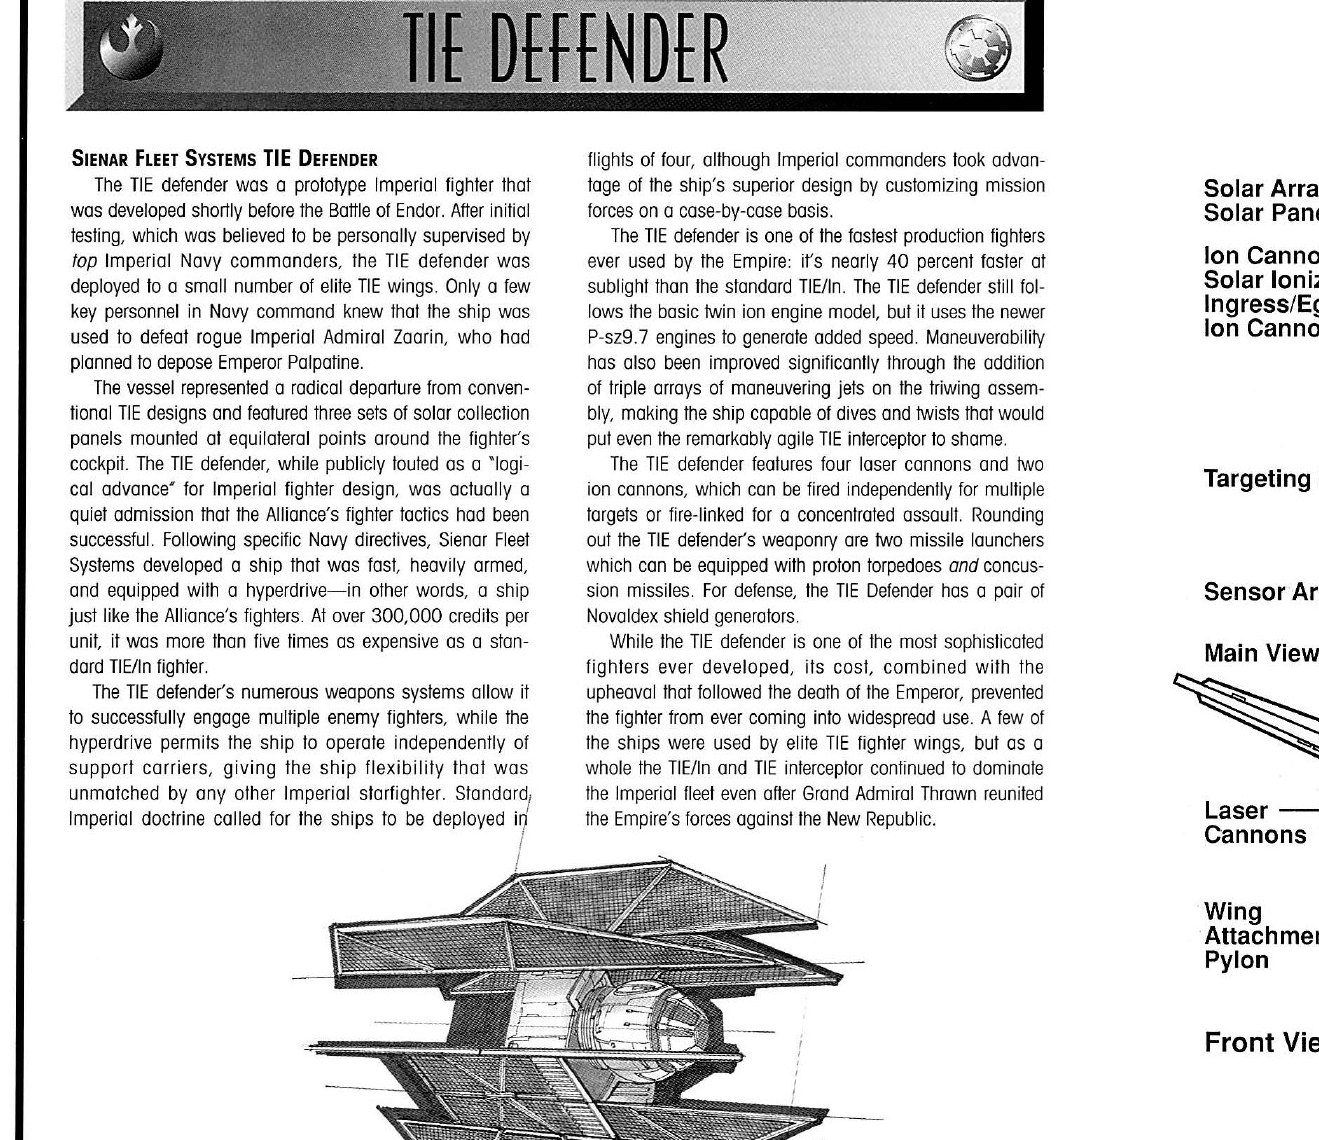 TIE DEFENDER
SIENAR FLEET SYSTEMS TIE DEFENDER
The TIE defender was a prototype Imperial fighter that
was developed shortly before the Battle of Endor. After initial
testing, which was believed to be personally supervised by
top Imperial Navy commanders, the TIE defender was
deployed to a small number of elite TIE wings. Only a few
key personnel in Navy command knew that the ship was
used to defeat rogue Imperial Admiral Zaarin, who had
planned to depose Emperor Palpatine.
The vessel represented a radical departure from conven-
tional TIE designs and featured three sets of solar collection
panels mounted at equilateral points around the fighter's
cockpit. The TIE defender, while publicly touted as a "logi-
cal advance" for Imperial fighter design, was actually a
quiet admission that the Alliance's fighter tactics had been
successful. Following specific Navy directives, Sienar Fleet
Systems developed a ship that was fast, heavily armed,
and equipped with a hyperdrive—in other words, a ship
just like the Alliance's fighters. At over 300,000 credits per
unit, it was more than five times as expensive as a stan-
dard TIE/ln fighter.
The TIE defender's numerous weapons systems allow it
to successfully engage multiple enemy fighters, while the
hyperdrive permits the ship to operate independently of
support carriers, giving the ship flexibility that was
unmatched by any other Imperial starfighter. Standard
Imperial doctrine called for the ships to be deployed in
flights of four, although Imperial commanders took advan-
tage of the ship's superior design by customizing mission
forces on a case-by-case basis.
The TIE defender is one of the fastest production fighters
ever used by the Empire: it's nearly 40 percent faster at
sublight than the standard TIE/ln. The TIE defender still fol-
lows the basic twin ion engine model, but it uses the newer
P-sz9.7 engines to generate added speed. Maneuverability
has also been improved significantly through the addition
of triple arrays of maneuvering jets on the triwing assem-
bly, making the ship capable of dives and twists that would
put even the remarkably agile TIE interceptor to shame.
The TIE defender features four laser cannons and two
ion cannons, which can be fired independently for multiple
targets or fire-linked for a concentrated assault. Rounding
out the TIE defender's weaponry are two missile launchers
which can be equipped with proton torpedoes and concus-
sion missiles. For defense, the TIE Defender has a pair of
Novaldex shield generators.
While the TIE defender is one of the most sophisticated
fighters ever developed, its cost, combined with the
upheaval that followed the death of the Emperor, prevented
the fighter from ever coming into widespread use. A few of
the ships were used by elite TIE fighter wings, but as a
whole the TIE/ln and TIE interceptor continued to dominate
the Imperial fleet even after Grand Admiral Thrawn reunited
the Empire's forces against the New Republic.
Solar
Solar
Ion
Solar
Ion
Targeting
Sensor
Main View
Laser
Cannons
Wing
Pylon
Front